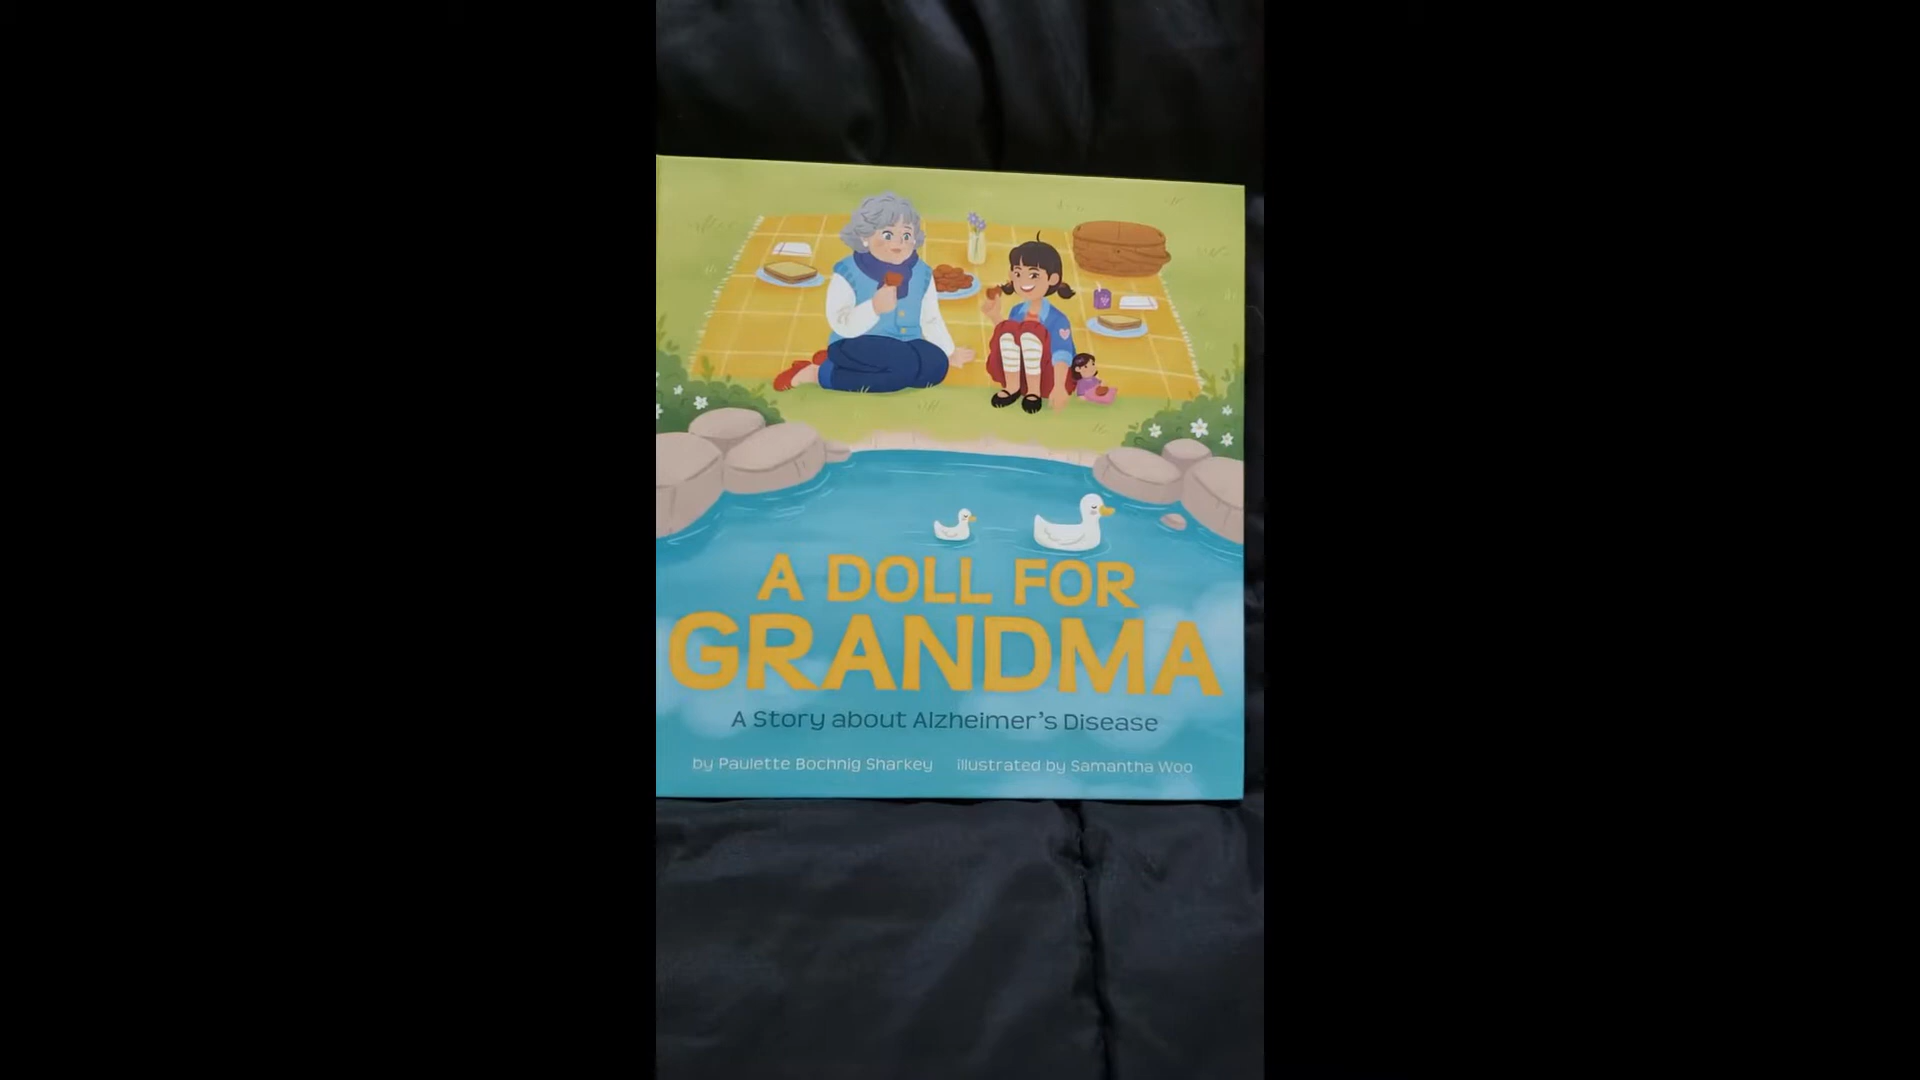 A DOLL FOR
GRANDMA
A Story about Alzheimer's Disease
by Paulette Bochnig Sharkey illustrated by Samantha Woo